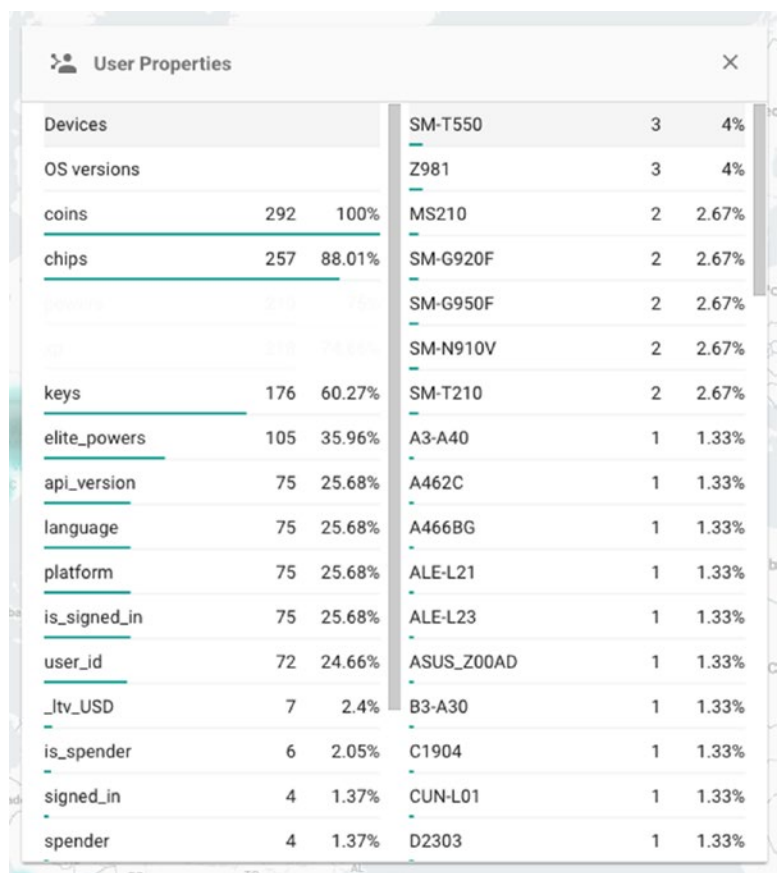 User Properties
Devices
OS versions
coins 292 100%
chips 257 88.01%
keys 176 60.27%
elite_powers 105 35.96%
api_version 75 25.68%
language 75 25.68%
platform 75 25.68%
is_signed_in 75 25.68%
user_id 72 24.66%
_ltv_USD 7 2.4%
is_spender 6 2.05%
signed_in 4 1.37%
spender 4 1.37%
SM-T550 3 4%
Z981 3 4%
MS210 2 2.67%
SM-G920F 2 2.67%
SM-G950F 2 2.67%
SM-N910V 2 2.67%
SM-T210 2 2.67%
A3-A40 1 1.33%
A462C 1 1.33%
A466BG 1 1.33%
ALE-L21 1 1.33%
ALE-L23 1 1.33%
ASUS_Z00AD 1 1.33%
B3-A30 1 1.33%
C1904 1 1.33%
CUN-L01 1 1.33%
D2303 1 1.33%